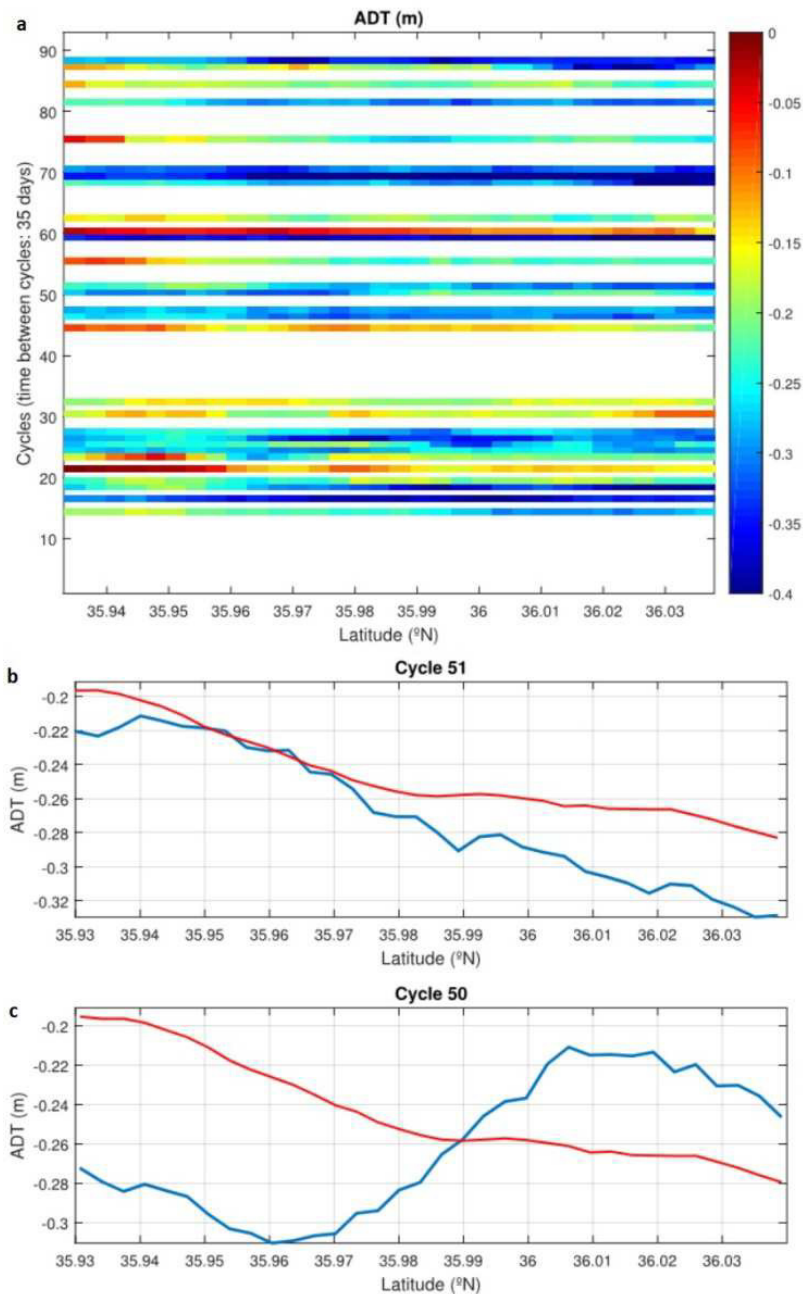 a
ADT (m)
90
80
70
60
50
40
30
20
10
Cycles (time between cycles: 35 days)
35.94 35.95 35.96 35.97 35.98 35.99 36 36.01 36.02 36.03
Latitude (ºN)
0
-0.05
-0.1
-0.15
-0.2
-0.25
-0.3
-0.35
-0.4
b
Cycle 51
-0.2
-0.22
-0.24
-0.26
-0.28
-0.3
-0.32
ADT (m)
35.93 35.94 35.95 35.96 35.97 35.98 35.99 36 36.01 36.02 36.03
Latitude (ºN)
c
Cycle 50
-0.2
-0.22
-0.24
-0.26
-0.28
-0.3
ADT (m)
35.93 35.94 35.95 35.96 35.97 35.98 35.99 36 36.01 36.02 36.03
Latitude (ºN)